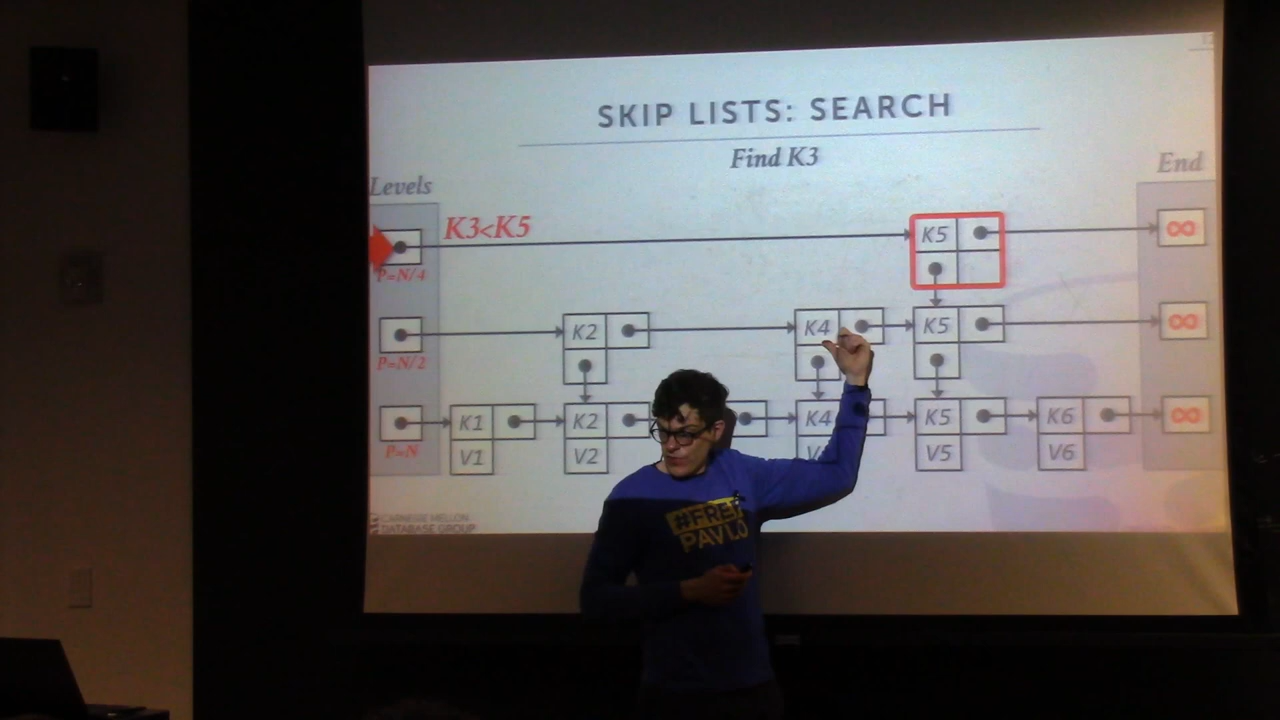 SKIP LISTS: SEARCH
Find K3
Levels
End
K3<K5
K5
∞
P=N/4
K2
K4
K5
∞
P=N/2
K1
K2
K4
K5
K6
∞
P=N
V1
V2
V5
V6
CARNEGIE MELLON
DATABASE GROUP
#FREE
PAVLO